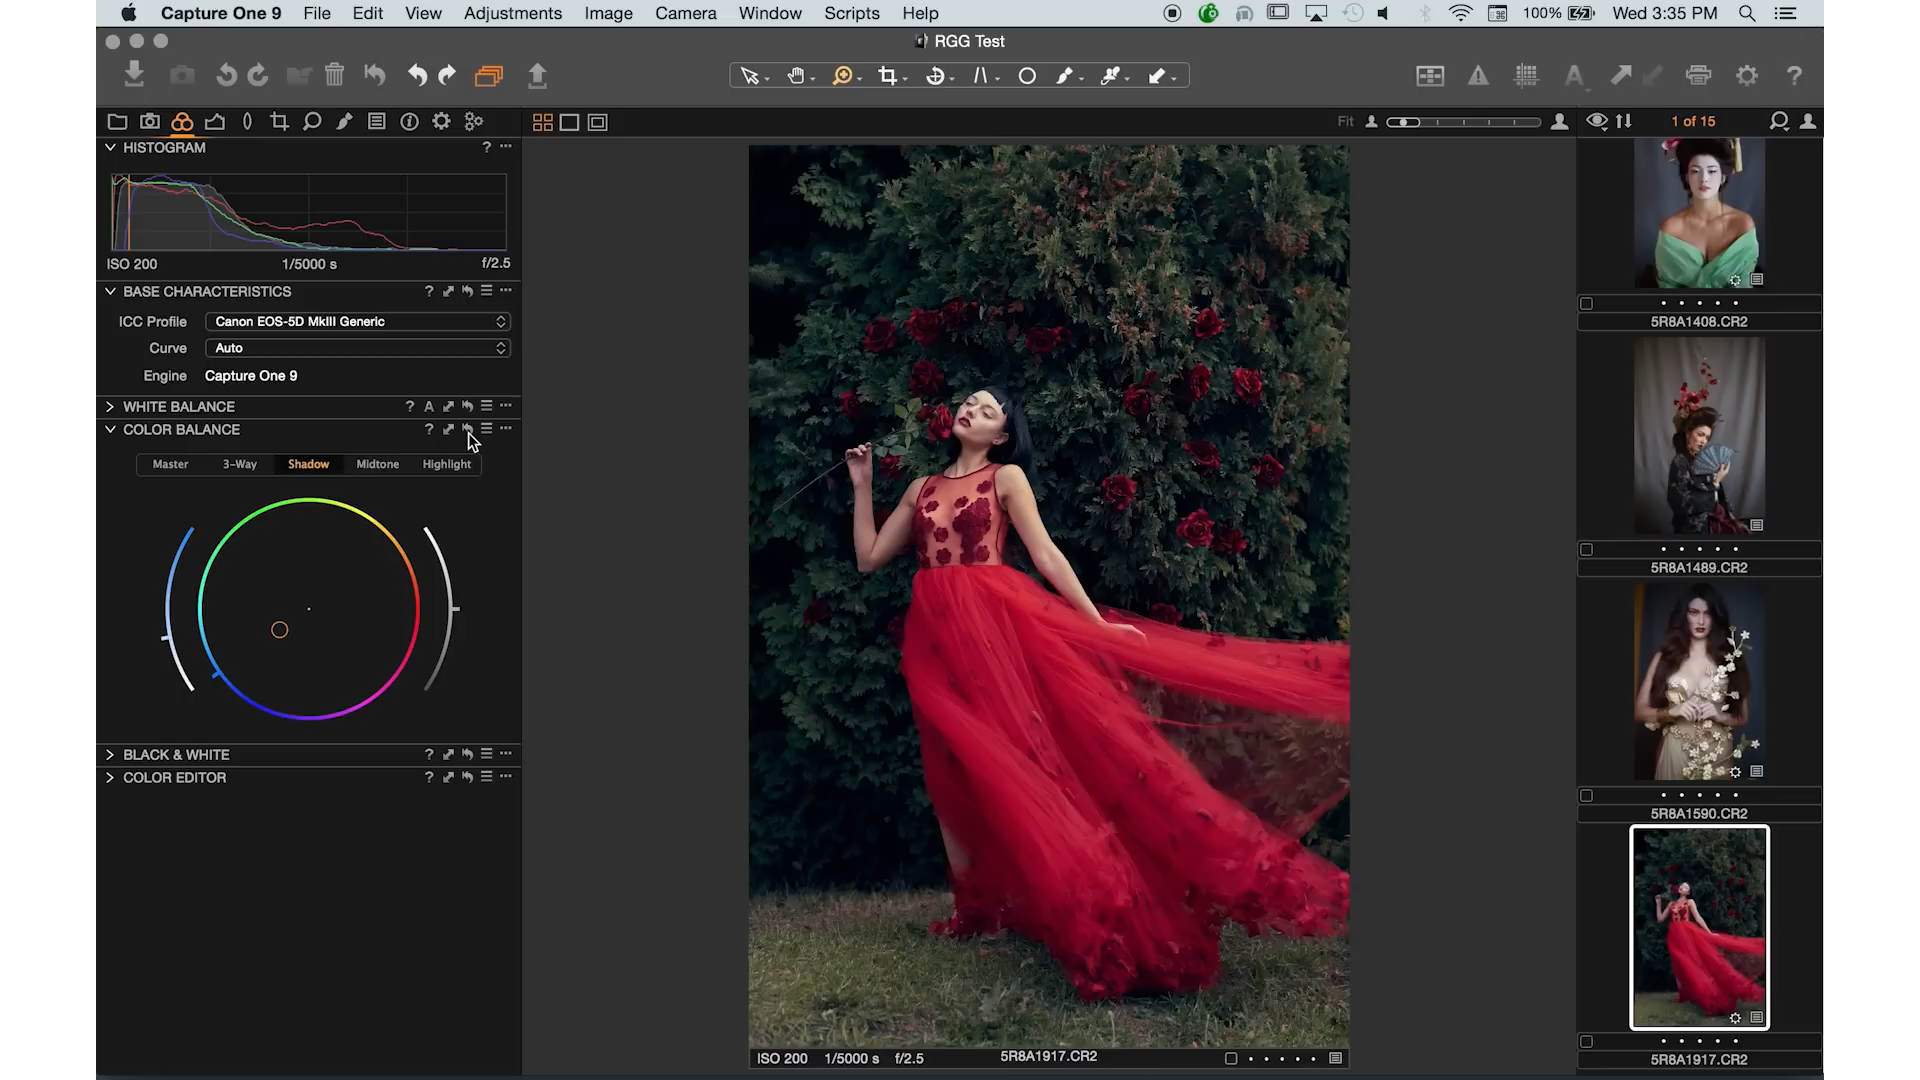 Capture One 9 File Edit View Adjustments Image Camera Window Scripts Help 100% Wed 3:35 PM
RGG Test
Fit 1 of 15
HISTOGRAM ?
ISO 200 1/5000 s f/2.5
BASE CHARACTERISTICS ?
ICC Profile Canon EOS-5D MkIII Generic
Curve Auto
Engine Capture One 9
WHITE BALANCE ? A
COLOR BALANCE ?
Master 3-Way Shadow Midtone Highlight
BLACK & WHITE ?
COLOR EDITOR ?
5R8A1408.CR2
5R8A1489.CR2
5R8A1590.CR2
5R8A1917.CR2
ISO 200 1/5000 s f/2.5 5R8A1917.CR2